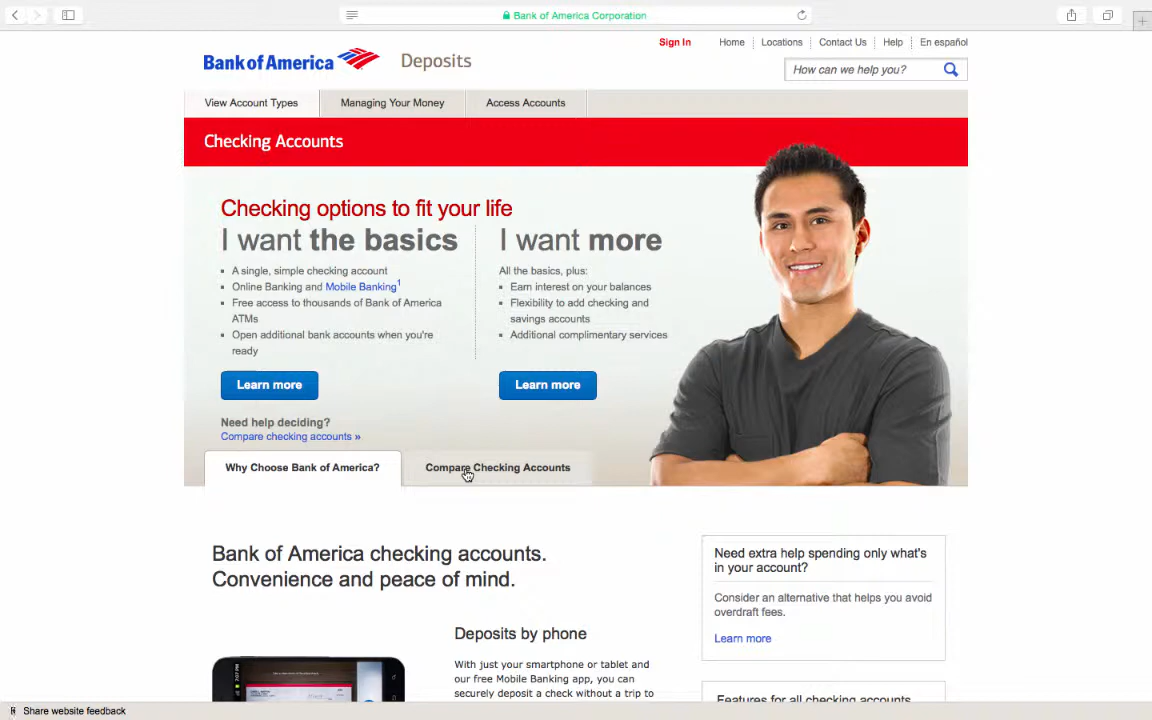 Bank of America Corporation
Sign In Home Locations Contact Us Help En español
Bank of America Deposits
How can we help you?
View Account Types Managing Your Money Access Accounts
Checking Accounts
Checking options to fit your life
I want the basics
A single, simple checking account
Online Banking and Mobile Banking1
Free access to thousands of Bank of America
ATMs
Open additional bank accounts when you're
ready
Learn more
I want more
All the basics, plus:
Earn interest on your balances
Flexibility to add checking and
savings accounts
Additional complimentary services
Learn more
Need help deciding?
Compare checking accounts »
Why Choose Bank of America? Compare Checking Accounts
Bank of America checking accounts.
Convenience and peace of mind.
Deposits by phone
With just your smartphone or tablet and
our free Mobile Banking app, you can
securely deposit a check without a trip to
Need extra help spending only what's
in your account?
Consider an alternative that helps you avoid
overdraft fees.
Learn more
Features for all checking accounts
Share website feedback